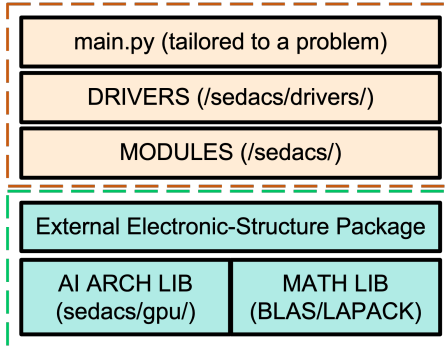 main.py (tailored to a problem)
DRIVERS (/sedacs/drivers/)
MODULES (/sedacs/)
External Electronic-Structure Package
AI ARCH LIB
(sedacs/gpu/)
MATH LIB
(BLAS/LAPACK)